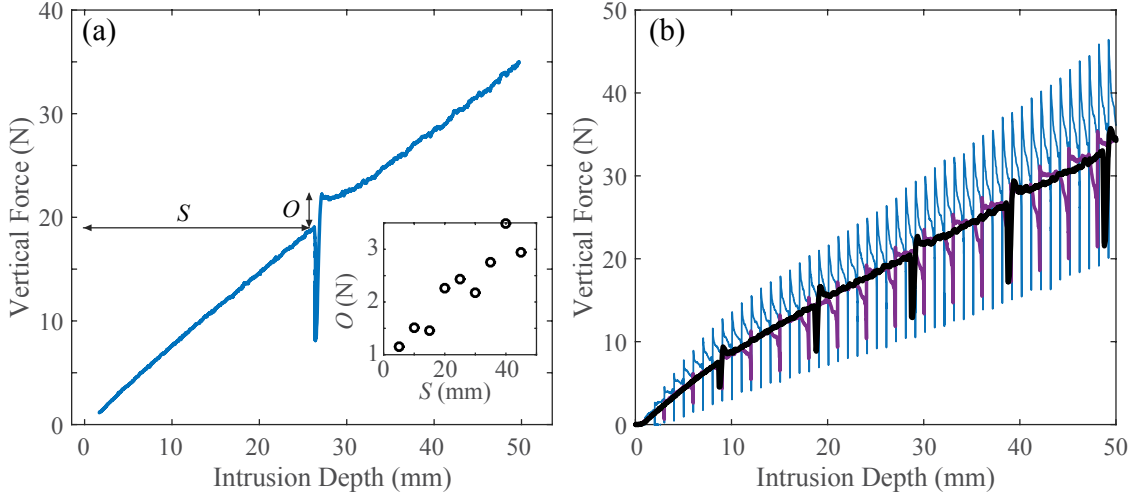 (a)
40
30
20
10
0
Vertical Force (N)
S
O
3
2
1
O (N)
20 40
S (mm)
0 10 20 30 40 50
Intrusion Depth (mm)
(b)
50
40
30
20
10
0
Vertical Force (N)
0 10 20 30 40 50
Intrusion Depth (mm)